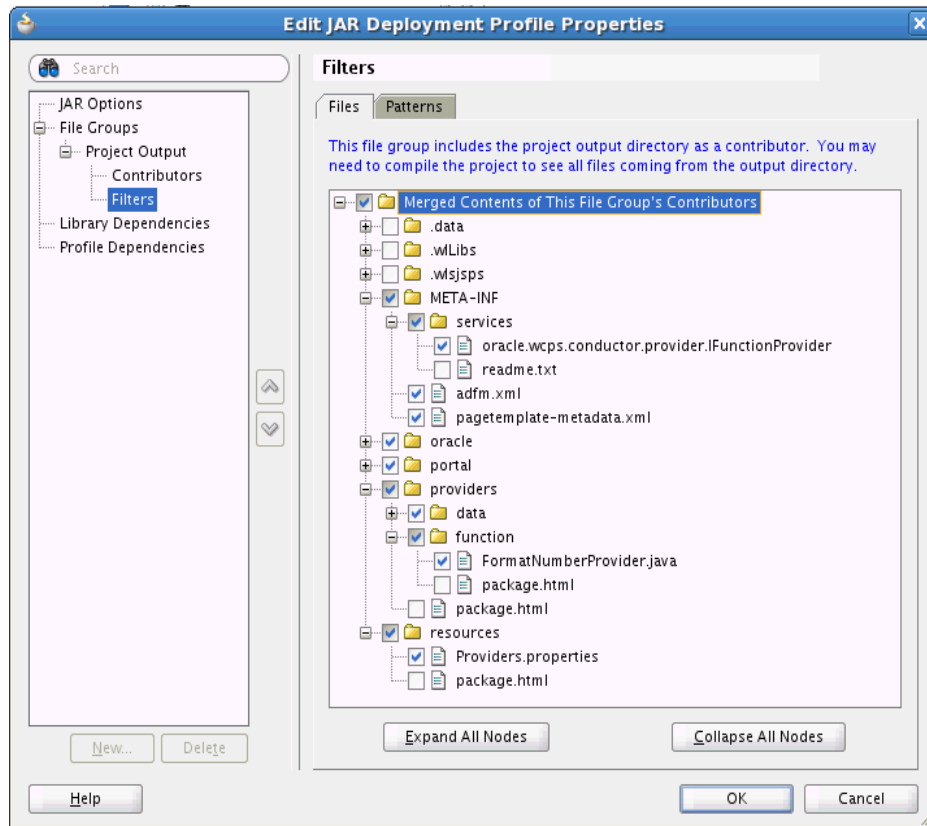 Edit JAR Deployment Profile Properties
Search
JAR Options
File Groups
Project Output
Contributors
Filters
Library Dependencies
Profile Dependencies
New...
Delete
Filters
Files
Patterns
This file group includes the project output directory as a contributor. You may
need to compile the project to see all files coming from the output directory.
Merged Contents of This File Group's Contributors
.data
.wlLibs
.wlsjsps
META-INF
services
oracle.wcps.conductor.provider.IFunctionProvider
readme.txt
adfm.xml
pagetemplate-metadata.xml
oracle
portal
providers
data
function
FormatNumberProvider.java
package.html
package.html
resources
Providers.properties
package.html
Expand All Nodes
Collapse All Nodes
Help
OK
Cancel